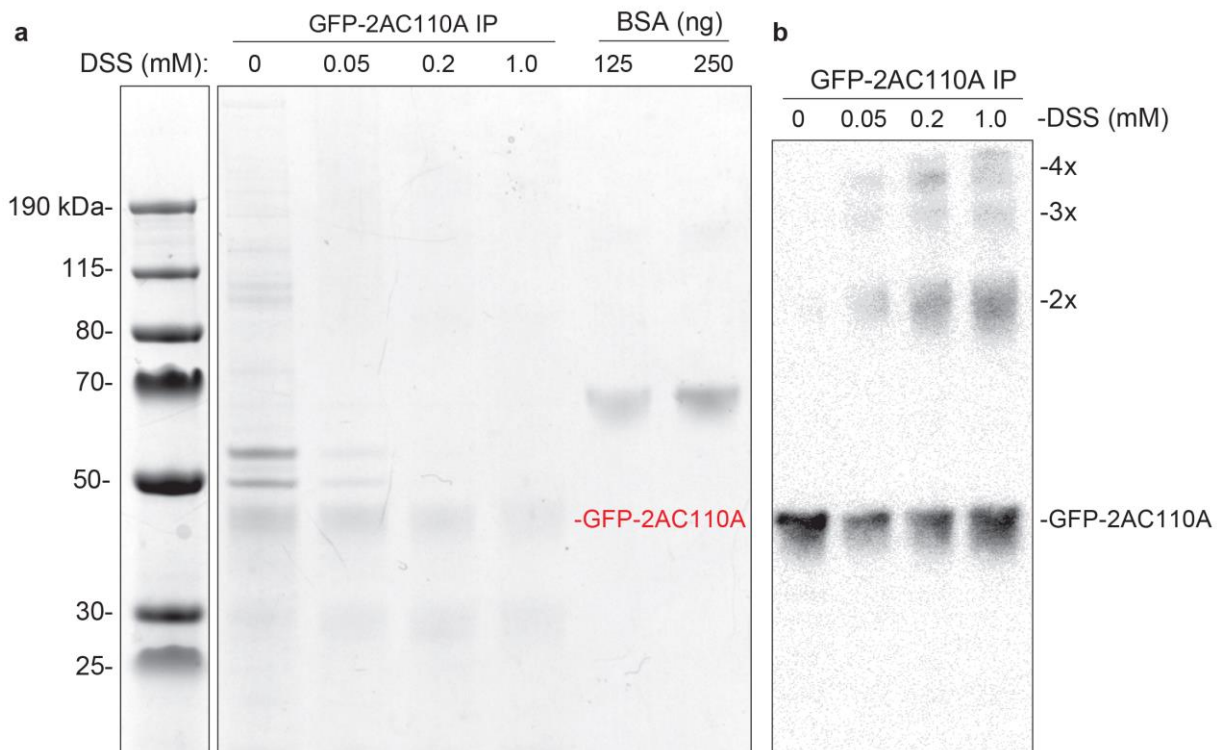 a
GFP-2AC110A IP
BSA (ng)
DSS (mM):
0 0.05 0.2 1.0 125 250
190 kDa-
115-
80-
70-
50-
-GFP-2AC110A
30-
25-
b
GFP-2AC110A IP
0 0.05 0.2 1.0 -DSS (mM)
-4x
-3x
-2x
-GFP-2AC110A